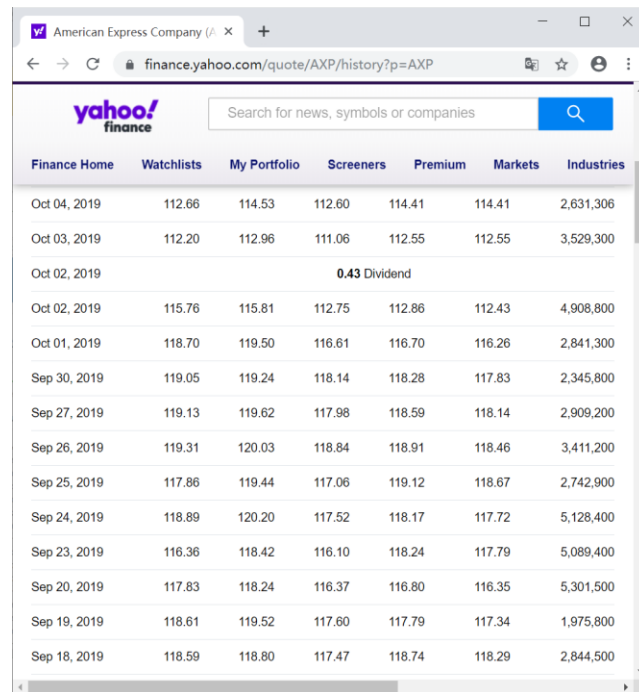 y! American Express Company (A
finance.yahoo.com/quote/AXP/history?p=AXP
yahoo! finance
Search for news, symbols or companies
Finance Home Watchlists My Portfolio Screeners Premium Markets Industries
Oct 04, 2019 112.66 114.53 112.60 114.41 114.41 2,631,306
Oct 03, 2019 112.20 112.96 111.06 112.55 112.55 3,529,300
Oct 02, 2019 0.43 Dividend
Oct 02, 2019 115.76 115.81 112.75 112.86 112.43 4,908,800
Oct 01, 2019 118.70 119.50 116.61 116.70 116.26 2,841,300
Sep 30, 2019 119.05 119.24 118.14 118.28 117.83 2,345,800
Sep 27, 2019 119.13 119.62 117.98 118.59 118.14 2,909,200
Sep 26, 2019 119.31 120.03 118.84 118.91 118.46 3,411,200
Sep 25, 2019 117.86 119.44 117.06 119.12 118.67 2,742,900
Sep 24, 2019 118.89 120.20 117.52 118.17 117.72 5,128,400
Sep 23, 2019 116.36 118.42 116.10 118.24 117.79 5,089,400
Sep 20, 2019 117.83 118.24 116.37 116.80 116.35 5,301,500
Sep 19, 2019 118.61 119.52 117.60 117.79 117.34 1,975,800
Sep 18, 2019 118.59 118.80 117.47 118.74 118.29 2,844,500